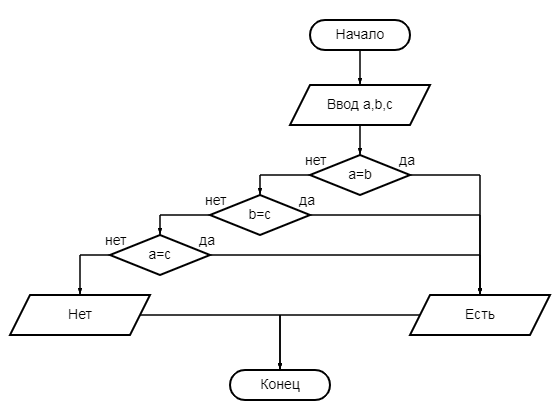 Начало
Ввод a,b,c
нет
да
a=b
нет
да
b=c
нет
да
a=c
Нет
Есть
Конец